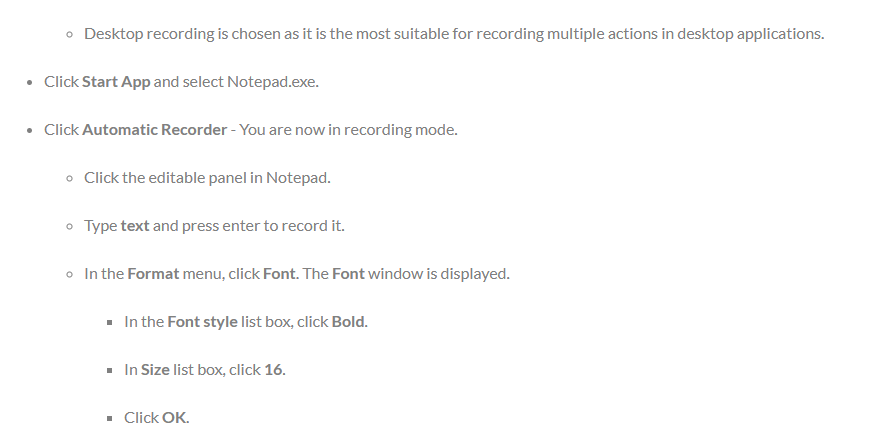 Desktop recording is chosen as it is the most suitable for recording multiple actions in desktop applications.
Click Start App and select Notepad.exe.
Click Automatic Recorder - You are now in recording mode.
Click the editable panel in Notepad.
Type text and press enter to record it.
In the Format menu, click Font. The Font window is displayed.
In the Font style list box, click Bold.
In Size list box, click 16.
Click OK.